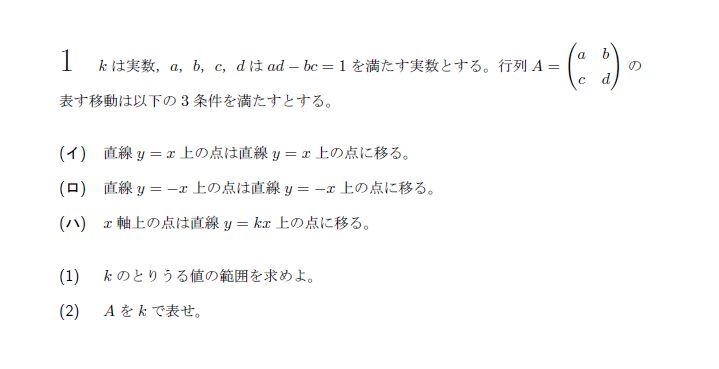 1 k は実数，a，b，c，d は ad − bc = 1 を満たす実数とする。行列 A = \begin{pmatrix} a & b \\ c & d \end{pmatrix} の
表す移動は以下の 3 条件を満たすとする。
(イ) 直線 y = x 上の点は直線 y = x 上の点に移る。
(ロ) 直線 y = −x 上の点は直線 y = −x 上の点に移る。
(ハ) x 軸上の点は直線 y = kx 上の点に移る。
(1) k のとりうる値の範囲を求めよ。
(2) A を k で表せ。